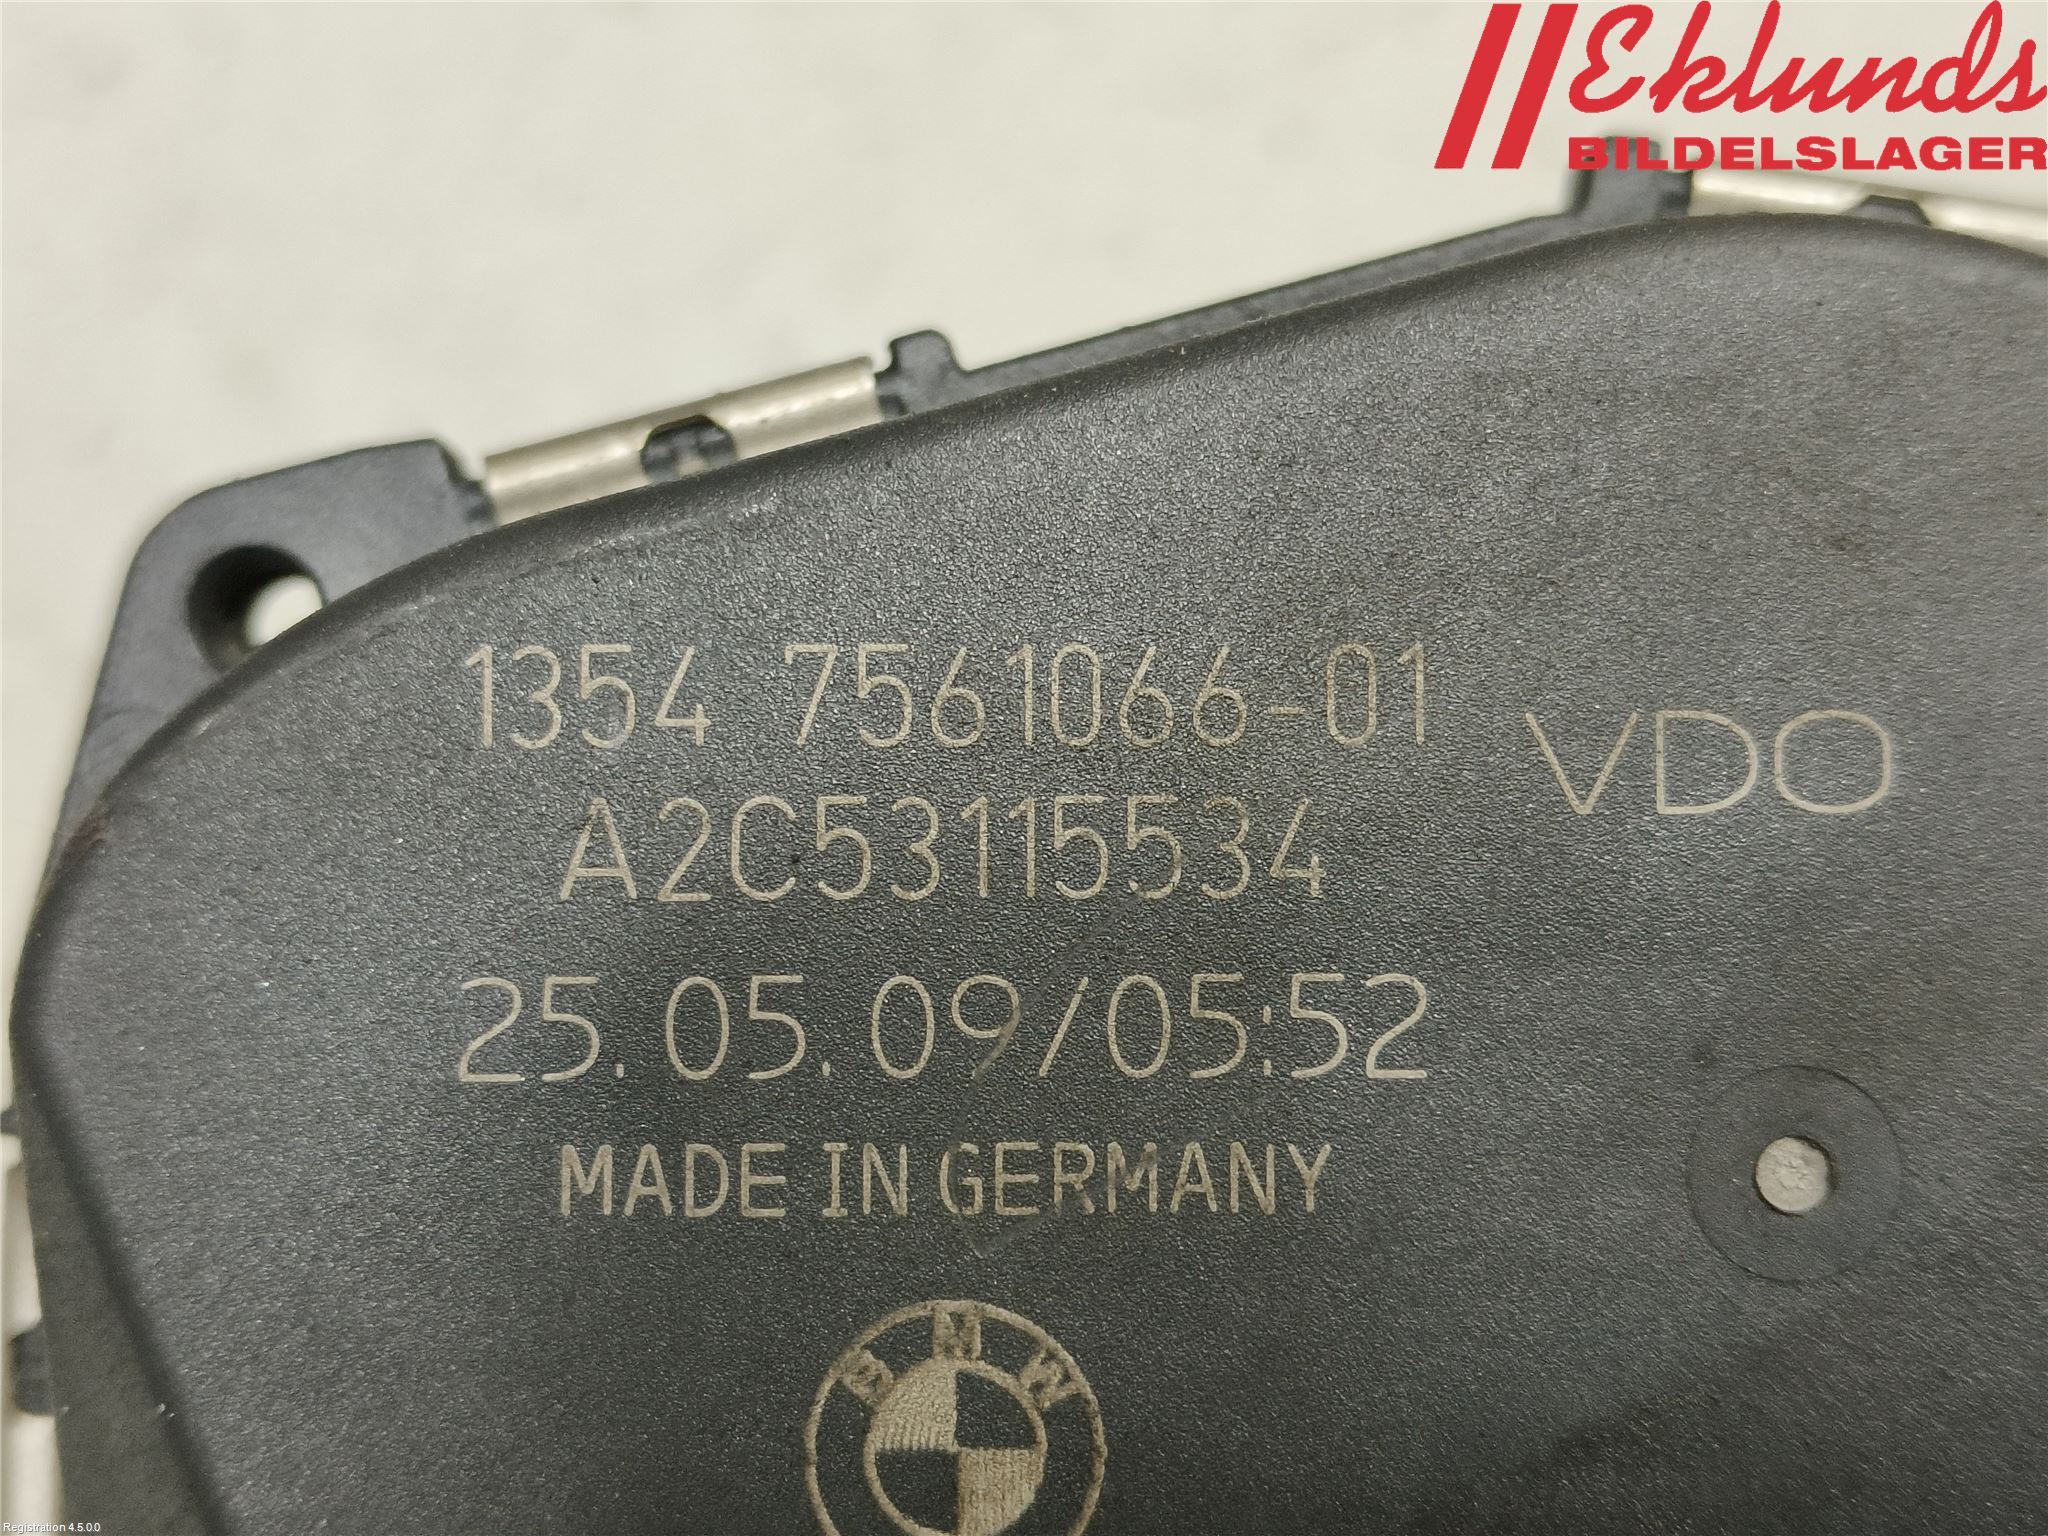 Eklunds
BILDELSLAGER
1354 7561066-01
VDO
A2C53115534
25.05.09/05:52
MADE IN GERMANY
BMW
Registration 4.5.0.0